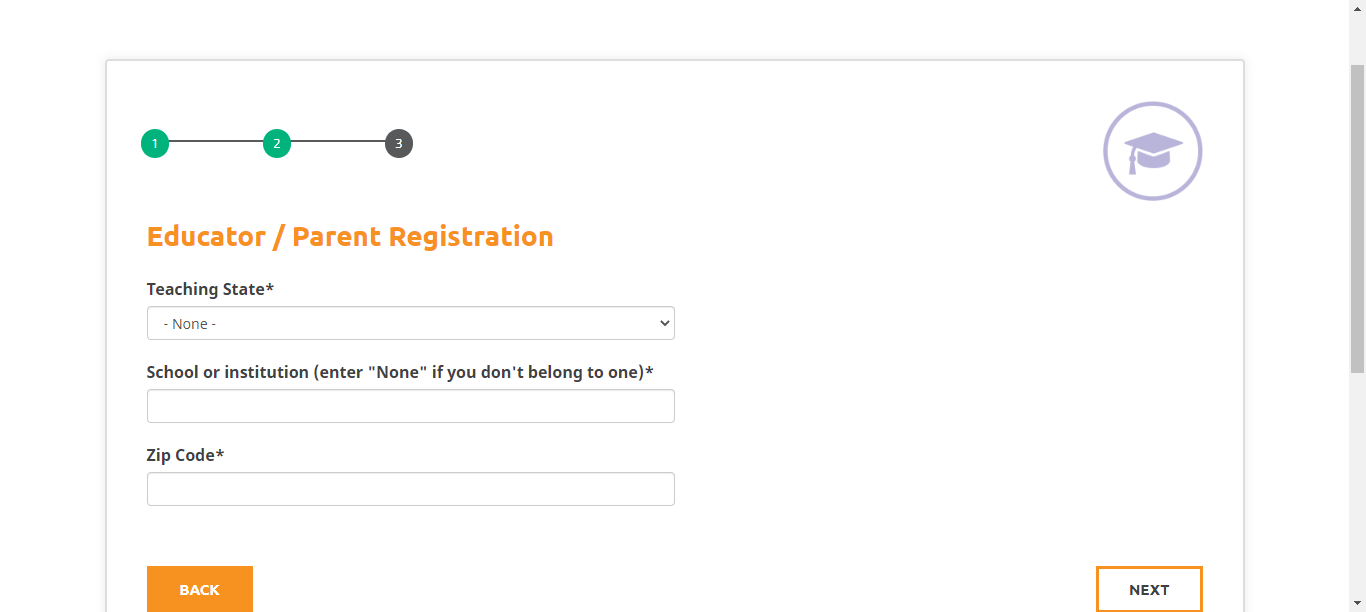 1 2 3
Educator / Parent Registration
Teaching State*
- None -
School or institution (enter "None" if you don't belong to one)*
Zip Code*
BACK NEXT